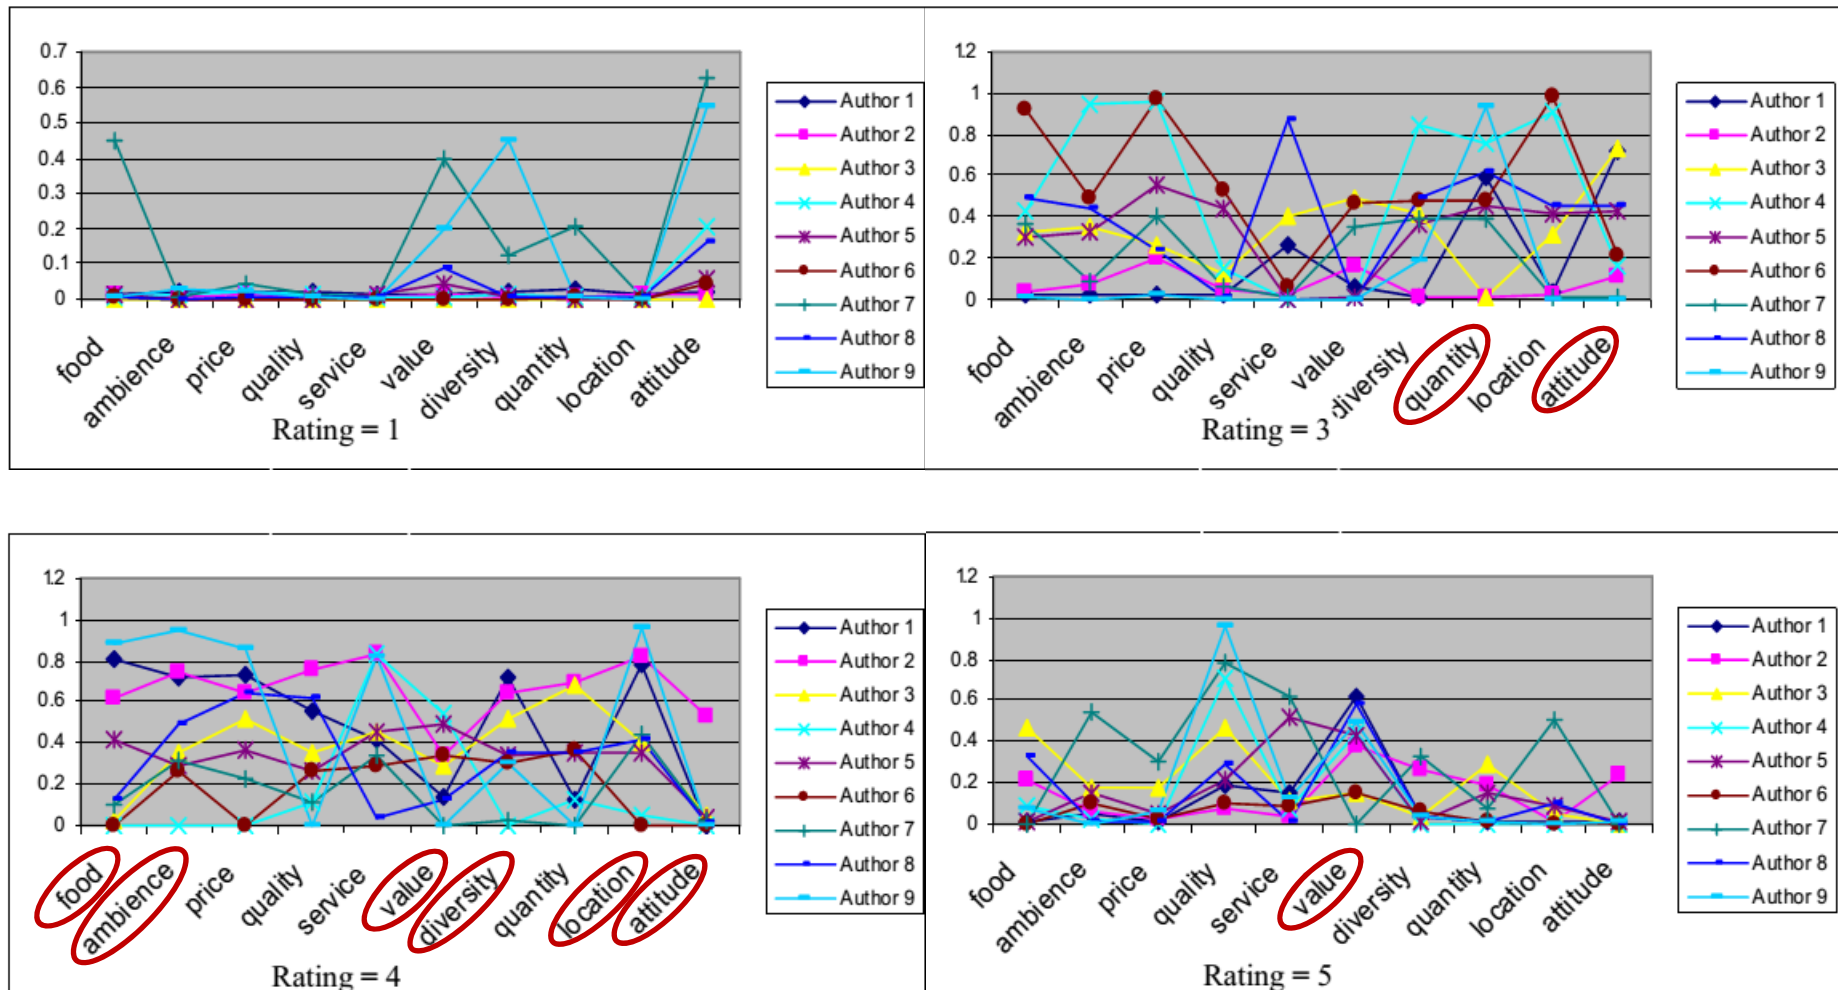 0.7
0.6
0.5
0.4
0.3
0.2
0.1
0
food
ambience
price
quality
service
value
diversity
quantity
location
attitude
Author 1
Author 2
Author 3
Author 4
Author 5
Author 6
Author 7
Author 8
Author 9
Rating = 1
1.2
1
0.8
0.6
0.4
0.2
0
food
ambience
price
quality
service
value
diversity
quantity
location
attitude
Author 1
Author 2
Author 3
Author 4
Author 5
Author 6
Author 7
Author 8
Author 9
Rating = 3
1.2
1
0.8
0.6
0.4
0.2
0
food
ambience
price
quality
service
value
diversity
quantity
location
attitude
Author 1
Author 2
Author 3
Author 4
Author 5
Author 6
Author 7
Author 8
Author 9
Rating = 4
1.2
1
0.8
0.6
0.4
0.2
0
food
ambience
price
quality
service
value
diversity
quantity
location
attitude
Author 1
Author 2
Author 3
Author 4
Author 5
Author 6
Author 7
Author 8
Author 9
Rating = 5